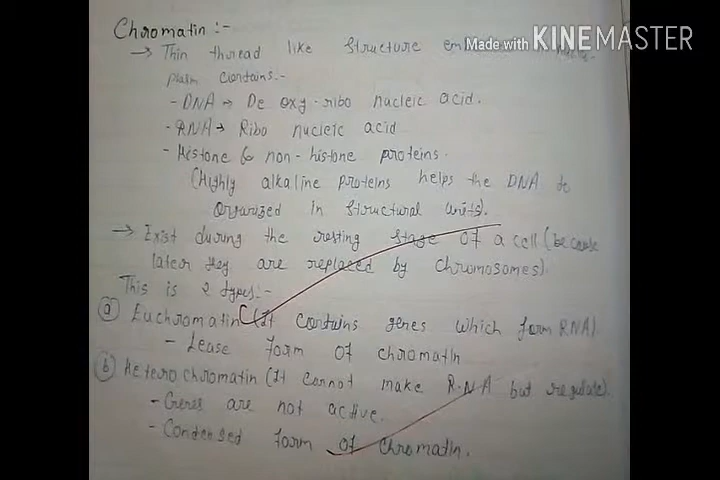 Chromatin :-
→ Thin thread like structure
Made with KINEMASTER
plasm contains:-
- DNA → De oxy-ribo nucleic acid.
- RNA → Ribo nucleic acid
- Histone & non-histone proteins.
(Highly alkaline proteins helps the DNA to
organized in structural units).
→ Exist during the resting stage of a cell (because
later they are replaced by chromosomes).
This is 2 types:-
(a) Euchromatin (It contains genes which form RNA)
- Lease form of chromatin
(b) Hetero chromatin (It cannot make R.N.A but regulate)
- Genes are not active.
- Condensed form of chromatin.